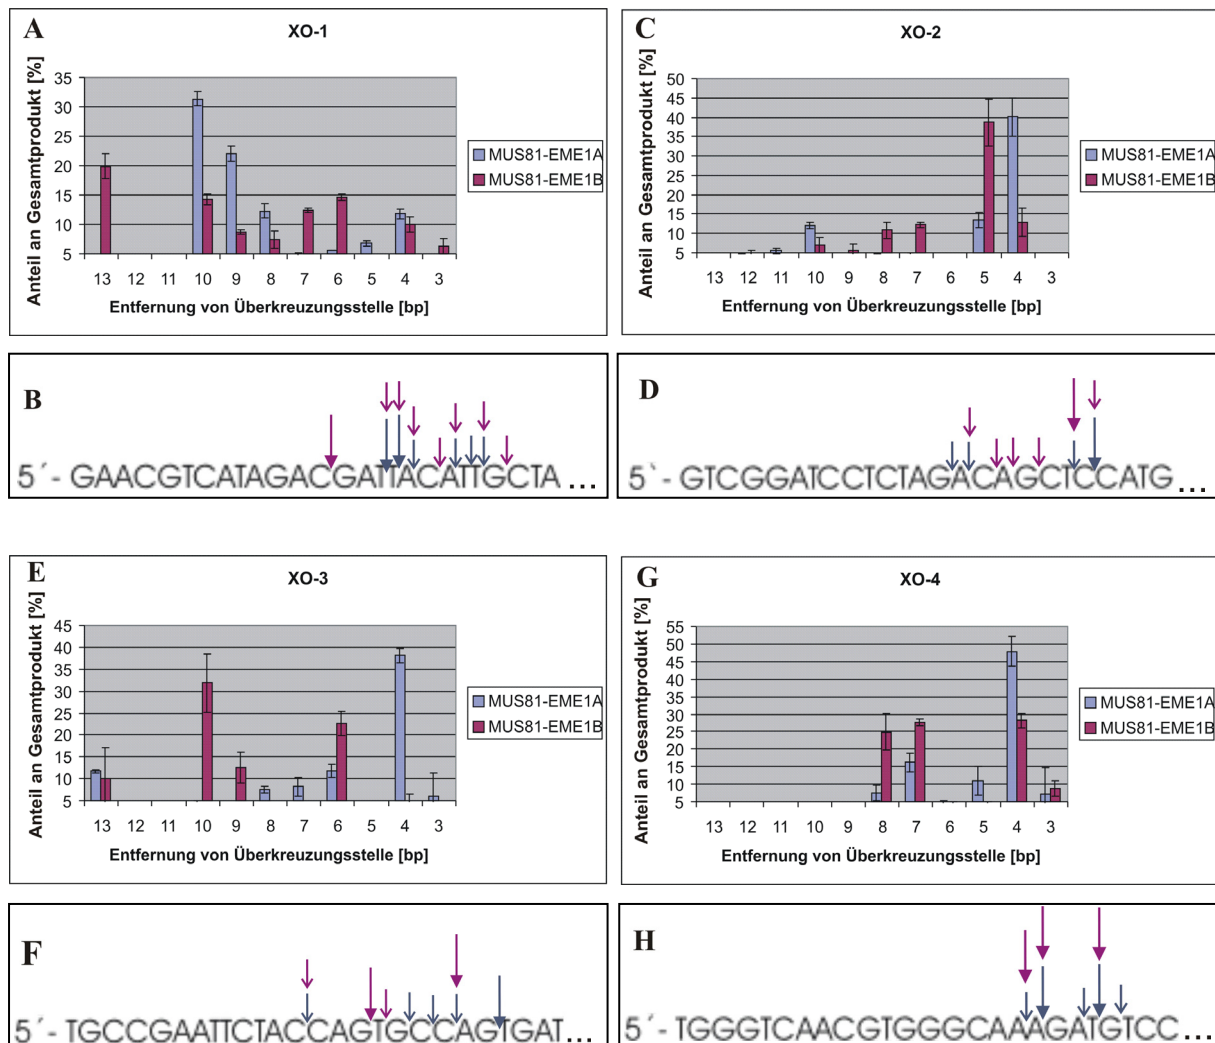 A
XO-1
Anteil an Gesamtprodukt [%]
35
30
25
20
15
10
5
13 12 11 10 9 8 7 6 5 4 3
Entfernung von Überkreuzungsstelle [bp]
MUS81-EME1A
MUS81-EME1B
C
XO-2
Anteil an Gesamtprodukt [%]
50
45
40
35
30
25
20
15
10
5
13 12 11 10 9 8 7 6 5 4 3
Entfernung von Überkreuzungsstelle [bp]
MUS81-EME1A
MUS81-EME1B
B
5´- GAACGTCATAGACGATTACATTGCTA ...
D
5`- GTCGGATCCTCTAGACAGCTCCATG ...
E
XO-3
Anteil an Gesamtprodukt [%]
45
40
35
30
25
20
15
10
5
13 12 11 10 9 8 7 6 5 4 3
Entfernung von Überkreuzungsstelle [bp]
MUS81-EME1A
MUS81-EME1B
G
XO-4
Anteil an Gesamtprodukt [%]
55
50
45
40
35
30
25
20
15
10
5
13 12 11 10 9 8 7 6 5 4 3
Entfernung von Überkreuzungsstelle [bp]
MUS81-EME1A
MUS81-EME1B
F
5´- TGCCGAATTCTACCAGTGCCAGTGAT...
H
5´- TGGGTCAACGTGGGCAAAGATGTCC ...